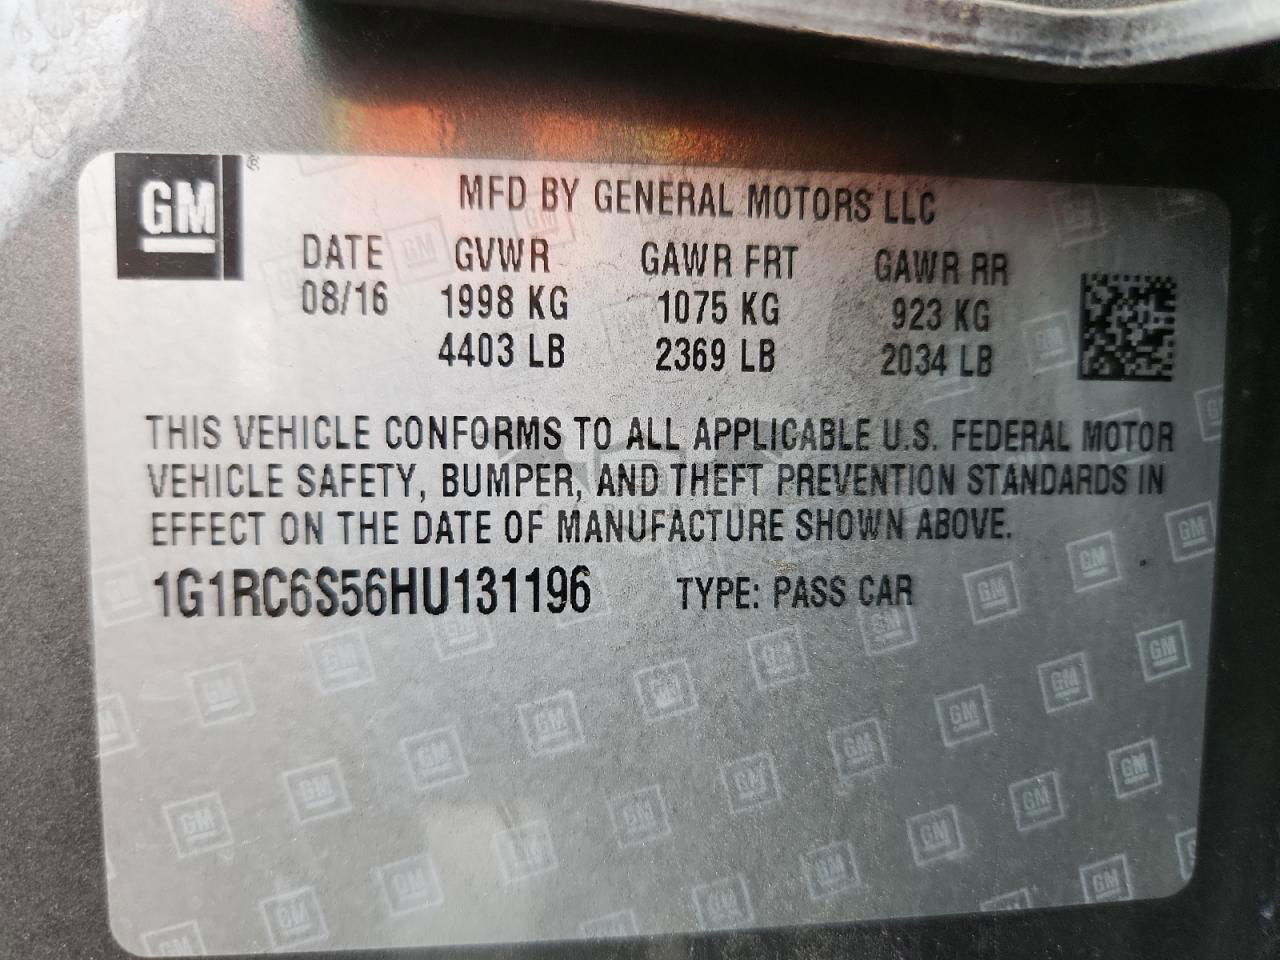 GM ®
MFD BY GENERAL MOTORS LLC
DATE GVWR GAWR FRT GAWR RR
08/16 1998 KG 1075 KG 923 KG
4403 LB 2369 LB 2034 LB
THIS VEHICLE CONFORMS TO ALL APPLICABLE U.S. FEDERAL MOTOR
VEHICLE SAFETY, BUMPER, AND THEFT PREVENTION STANDARDS IN
EFFECT ON THE DATE OF MANUFACTURE SHOWN ABOVE.
1G1RC6S56HU131196 TYPE: PASS CAR